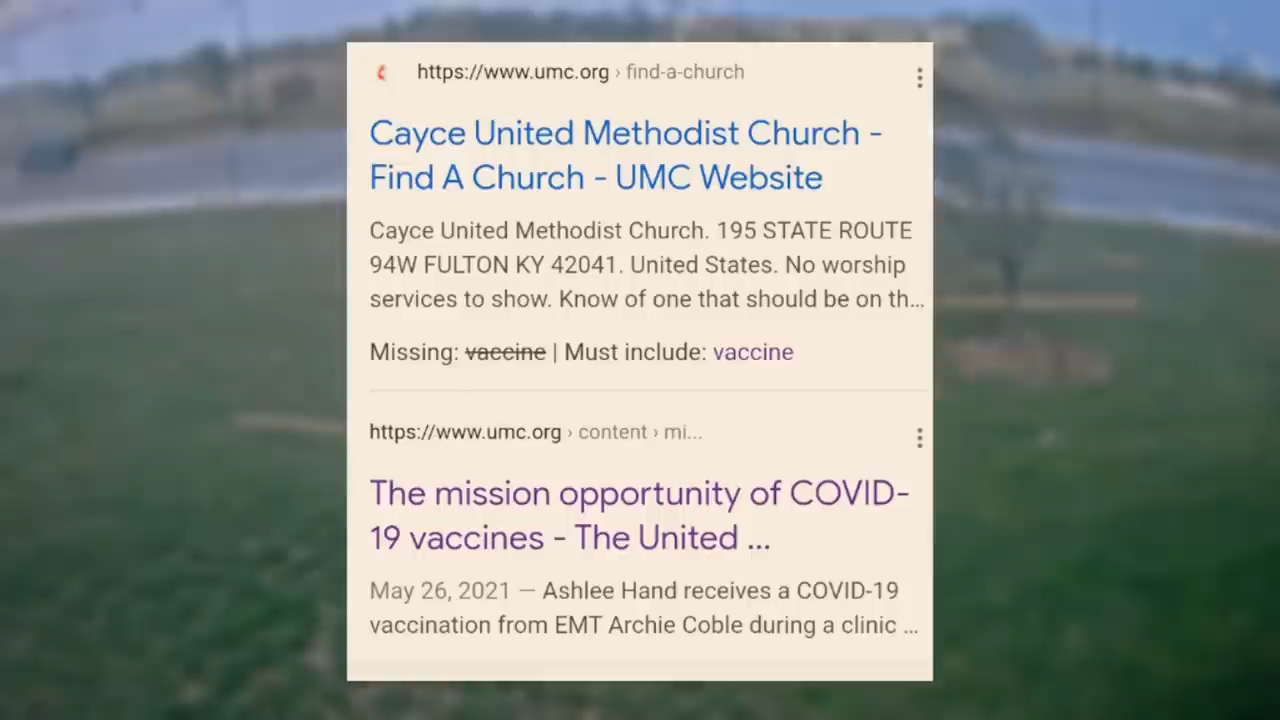 https://www.umc.org › find-a-church
Cayce United Methodist Church -
Find A Church - UMC Website
Cayce United Methodist Church. 195 STATE ROUTE
94W FULTON KY 42041. United States. No worship
services to show. Know of one that should be on th...
Missing: vaccine | Must include: vaccine
https://www.umc.org › content › mi...
The mission opportunity of COVID-
19 vaccines - The United ...
May 26, 2021 — Ashlee Hand receives a COVID-19
vaccination from EMT Archie Coble during a clinic ...